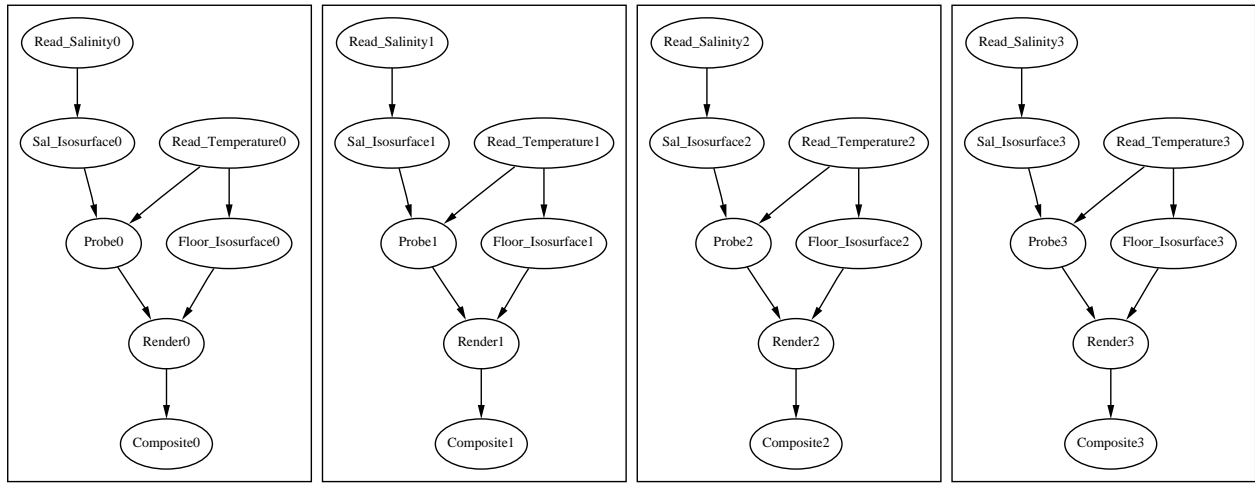 Read_Salinity0
Sal_Isosurface0
Read_Temperature0
Probe0
Floor_Isosurface0
Render0
Composite0
Read_Salinity1
Sal_Isosurface1
Read_Temperature1
Probe1
Floor_Isosurface1
Render1
Composite1
Read_Salinity2
Sal_Isosurface2
Read_Temperature2
Probe2
Floor_Isosurface2
Render2
Composite2
Read_Salinity3
Sal_Isosurface3
Read_Temperature3
Probe3
Floor_Isosurface3
Render3
Composite3